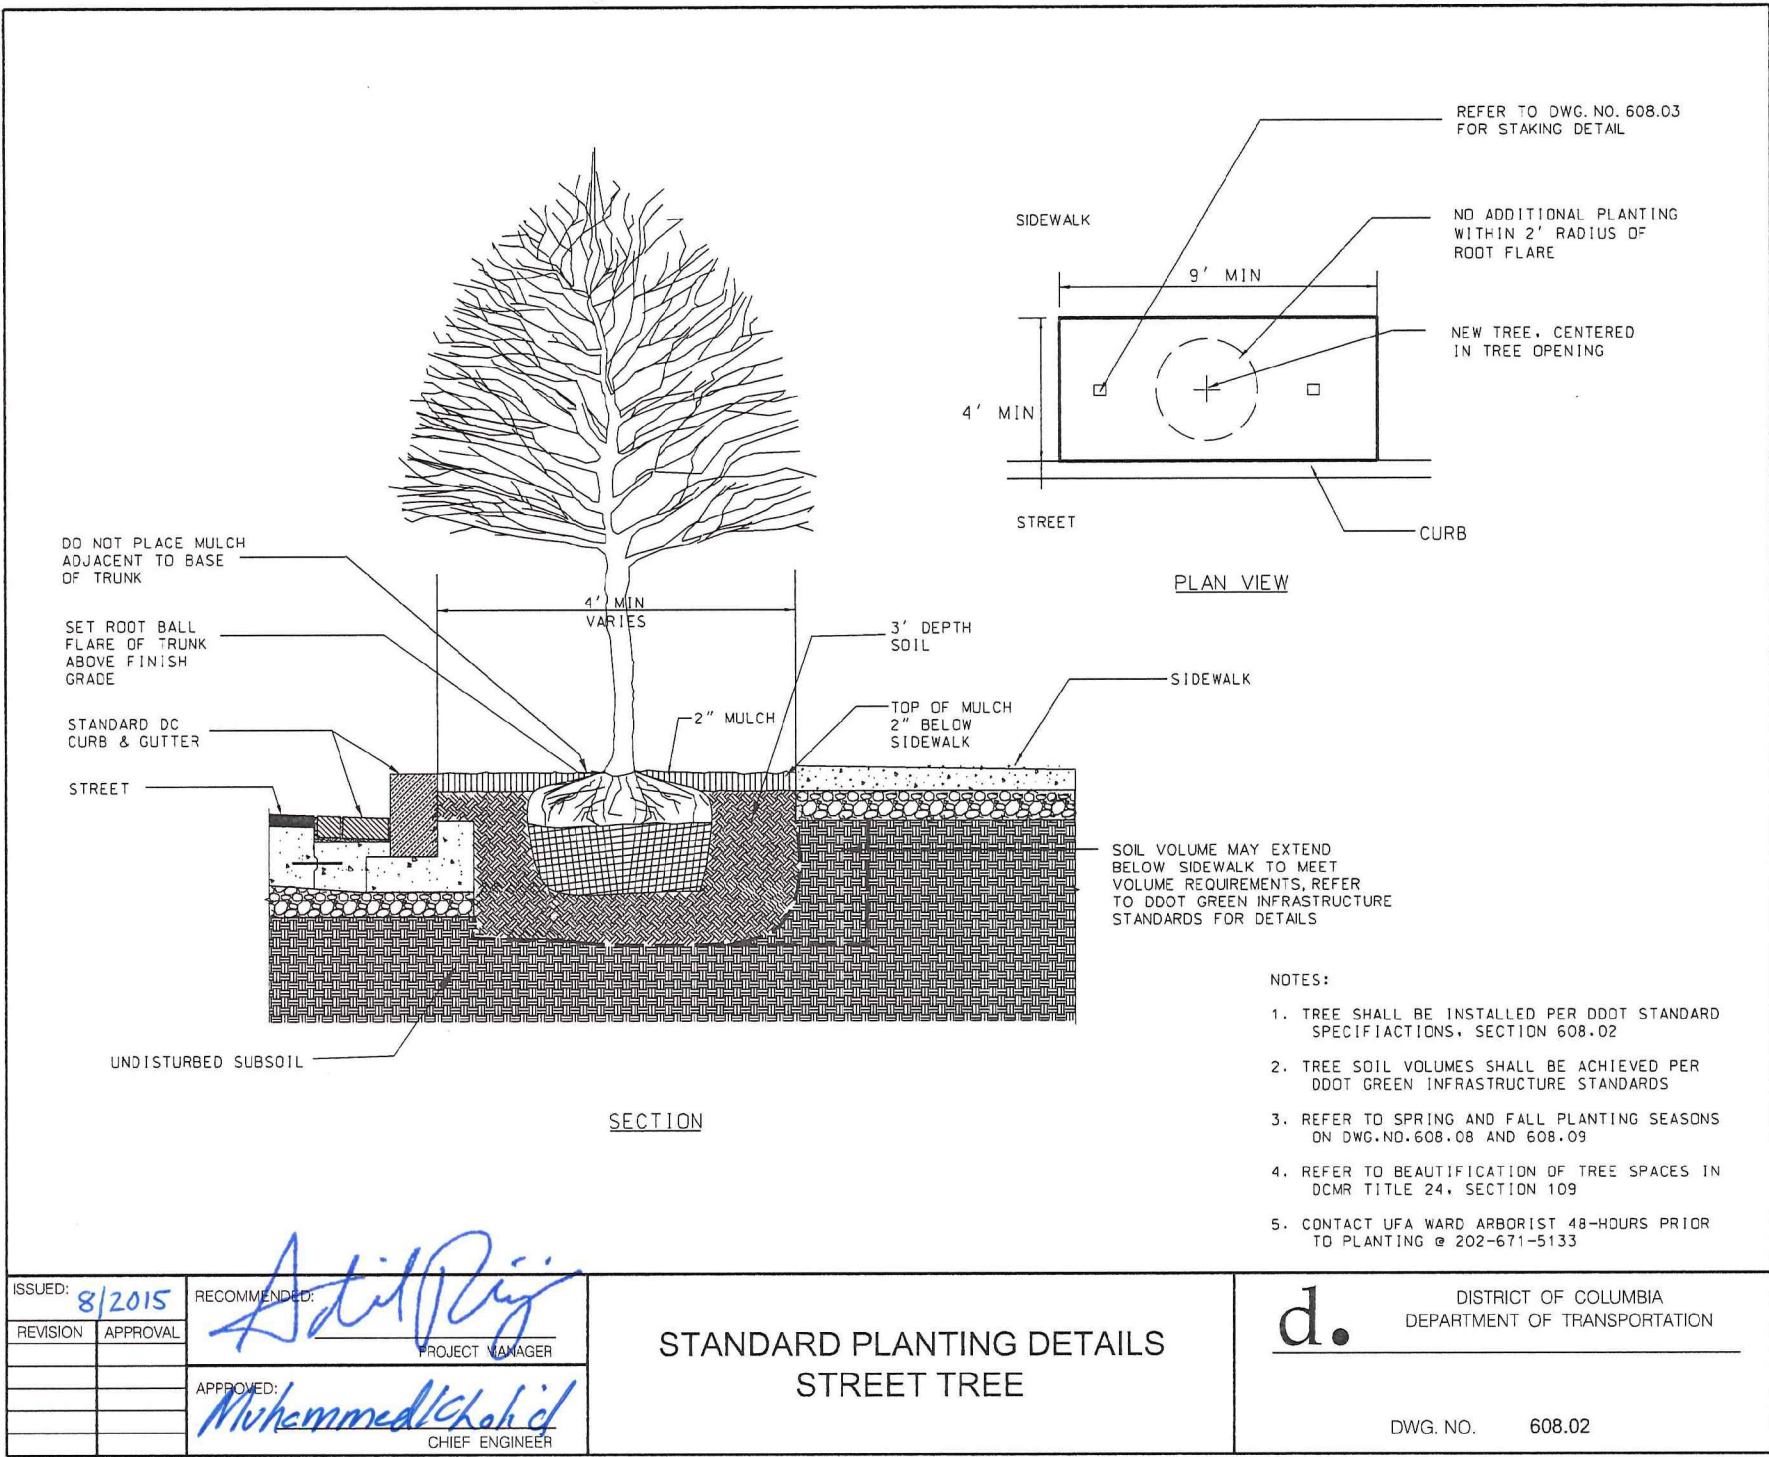 REFER TO DWG. NO. 608.03
FOR STAKING DETAIL
SIDEWALK
NO ADDITIONAL PLANTING
WITHIN 2' RADIUS OF
ROOT FLARE
9' MIN
NEW TREE, CENTERED
IN TREE OPENING
4' MIN
STREET
CURB
PLAN VIEW
DO NOT PLACE MULCH
ADJACENT TO BASE
OF TRUNK
4' MIN
VARIES
SET ROOT BALL
FLARE OF TRUNK
ABOVE FINISH
GRADE
3' DEPTH
SOIL
SIDEWALK
STANDARD DC
CURB & GUTTER
2" MULCH
TOP OF MULCH
2" BELOW
SIDEWALK
STREET
SOIL VOLUME MAY EXTEND
BELOW SIDEWALK TO MEET
VOLUME REQUIREMENTS, REFER
TO DDOT GREEN INFRASTRUCTURE
STANDARDS FOR DETAILS
UNDISTURBED SUBSOIL
SECTION
NOTES:
1. TREE SHALL BE INSTALLED PER DDOT STANDARD
SPECIFIACTIONS, SECTION 608.02
2. TREE SOIL VOLUMES SHALL BE ACHIEVED PER
DDOT GREEN INFRASTRUCTURE STANDARDS
3. REFER TO SPRING AND FALL PLANTING SEASONS
ON DWG.NO.608.08 AND 608.09
4. REFER TO BEAUTIFICATION OF TREE SPACES IN
DCMR TITLE 24, SECTION 109
5. CONTACT UFA WARD ARBORIST 48-HOURS PRIOR
TO PLANTING @ 202-671-5133
ISSUED: 8/2015
REVISION APPROVAL
RECOMMENDED:
PROJECT MANAGER
APPROVED:
Muhammed Khalid
CHIEF ENGINEER
STANDARD PLANTING DETAILS
STREET TREE
d.
DISTRICT OF COLUMBIA
DEPARTMENT OF TRANSPORTATION
DWG. NO. 608.02